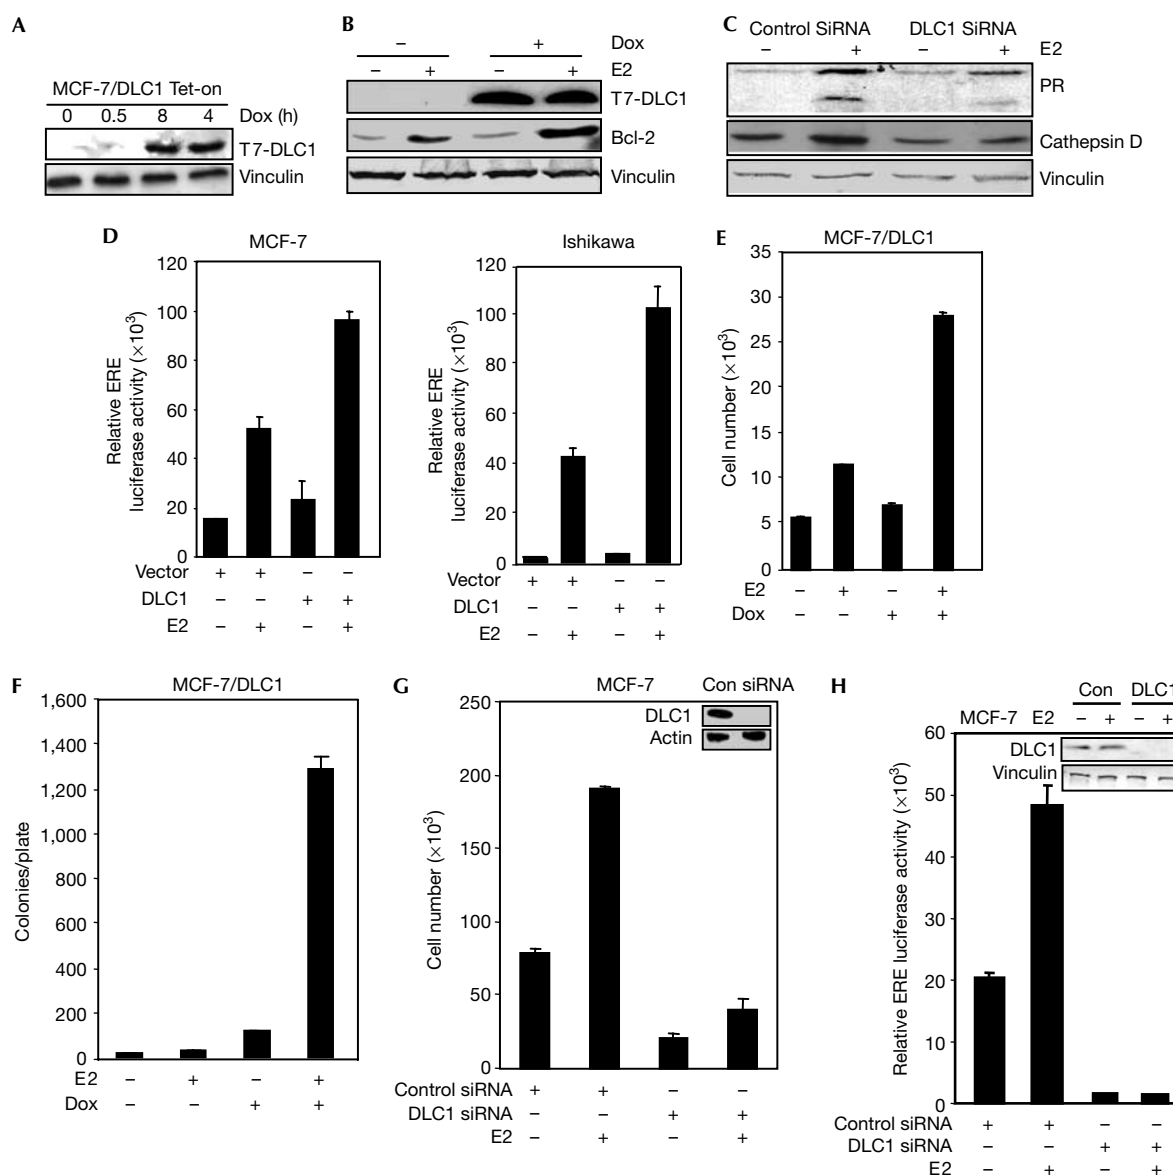 A
MCF-7/DLC1 Tet-on
0 0.5 8 4 Dox (h)
T7-DLC1
Vinculin
B
– + Dox
– + – + E2
T7-DLC1
Bcl-2
Vinculin
C
Control SiRNA DLC1 SiRNA
– + – + E2
PR
Cathepsin D
Vinculin
D
MCF-7
Relative ERE
luciferase activity (×10³)
120
100
80
60
40
20
0
Vector + + – –
DLC1 – – + +
E2 – + – +
Ishikawa
Relative ERE
luciferase activity (×10³)
120
100
80
60
40
20
0
Vector + + – –
DLC1 – – + +
E2 – + – +
E
MCF-7/DLC1
Cell number (×10³)
35
30
25
20
10
5
0
E2 – + – +
Dox – – + +
F
MCF-7/DLC1
Colonies/plate
1,600
1,400
1,200
1,000
800
600
400
200
0
E2 – + – +
Dox – – + +
G
MCF-7 Con siRNA
DLC1
Actin
Cell number (×10³)
250
200
150
100
50
0
Control siRNA + + – –
DLC1 siRNA – – + +
E2 – + – +
H
Con DLC1
MCF-7 E2 – + – +
DLC1
Vinculin
Relative ERE luciferase activity (×10³)
60
50
40
30
20
10
0
Control siRNA + + – –
DLC1 siRNA – – + +
E2 – + – +